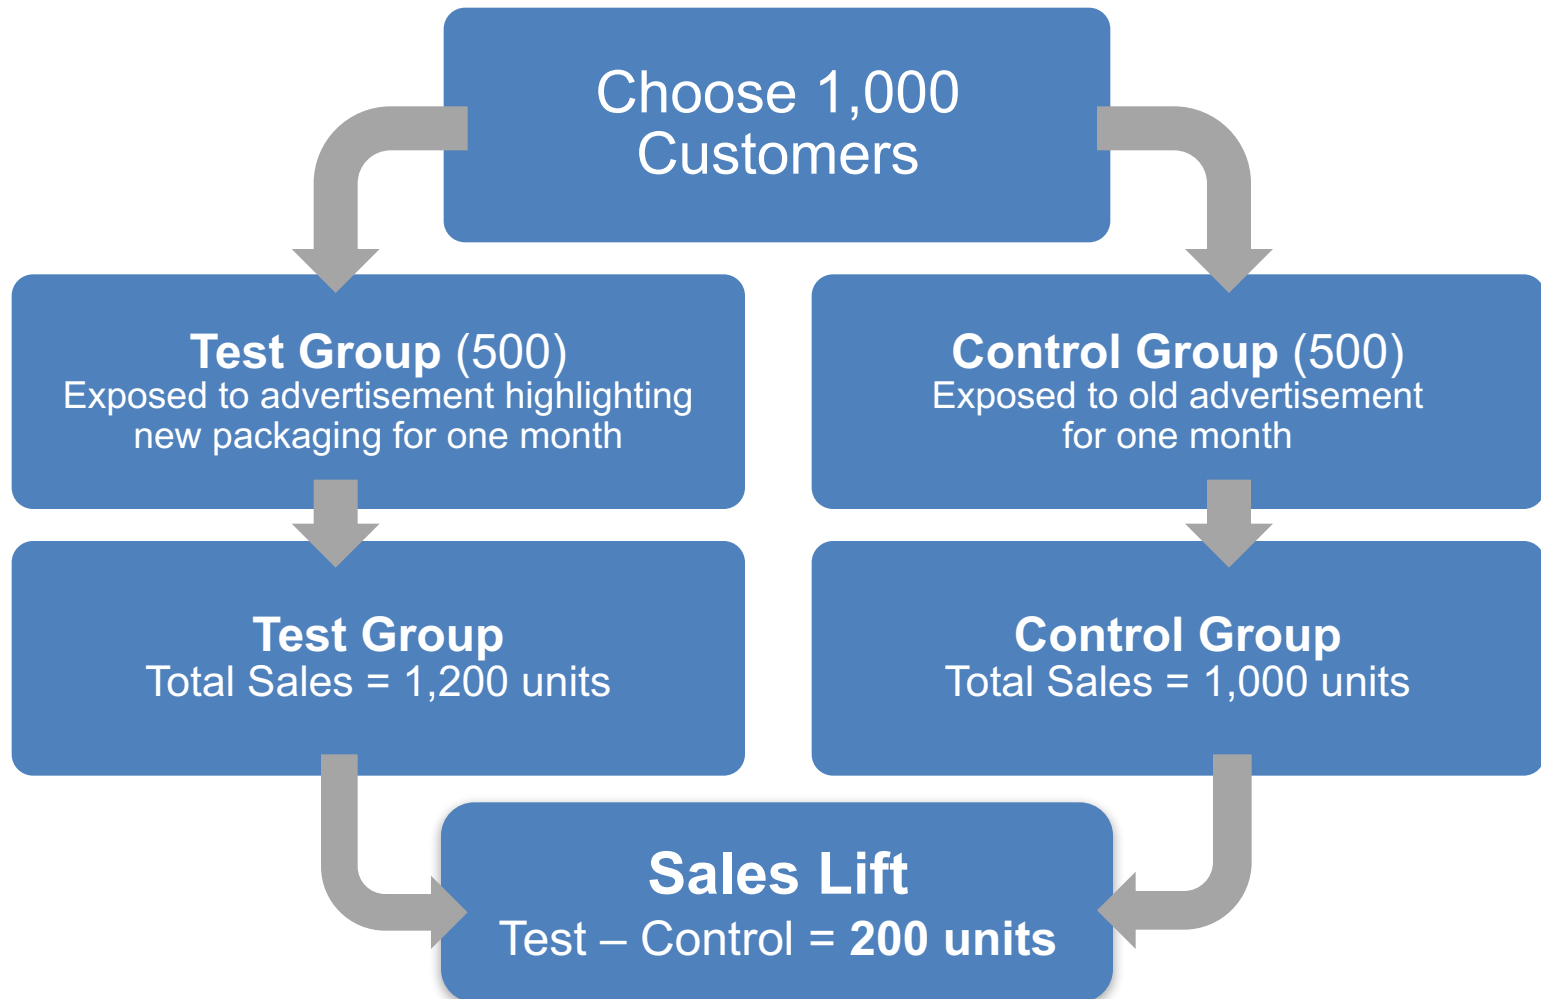 Choose 1,000
Customers
Test Group (500)
Exposed to advertisement highlighting
new packaging for one month
Control Group (500)
Exposed to old advertisement
for one month
Test Group
Total Sales = 1,200 units
Control Group
Total Sales = 1,000 units
Sales Lift
Test – Control = 200 units